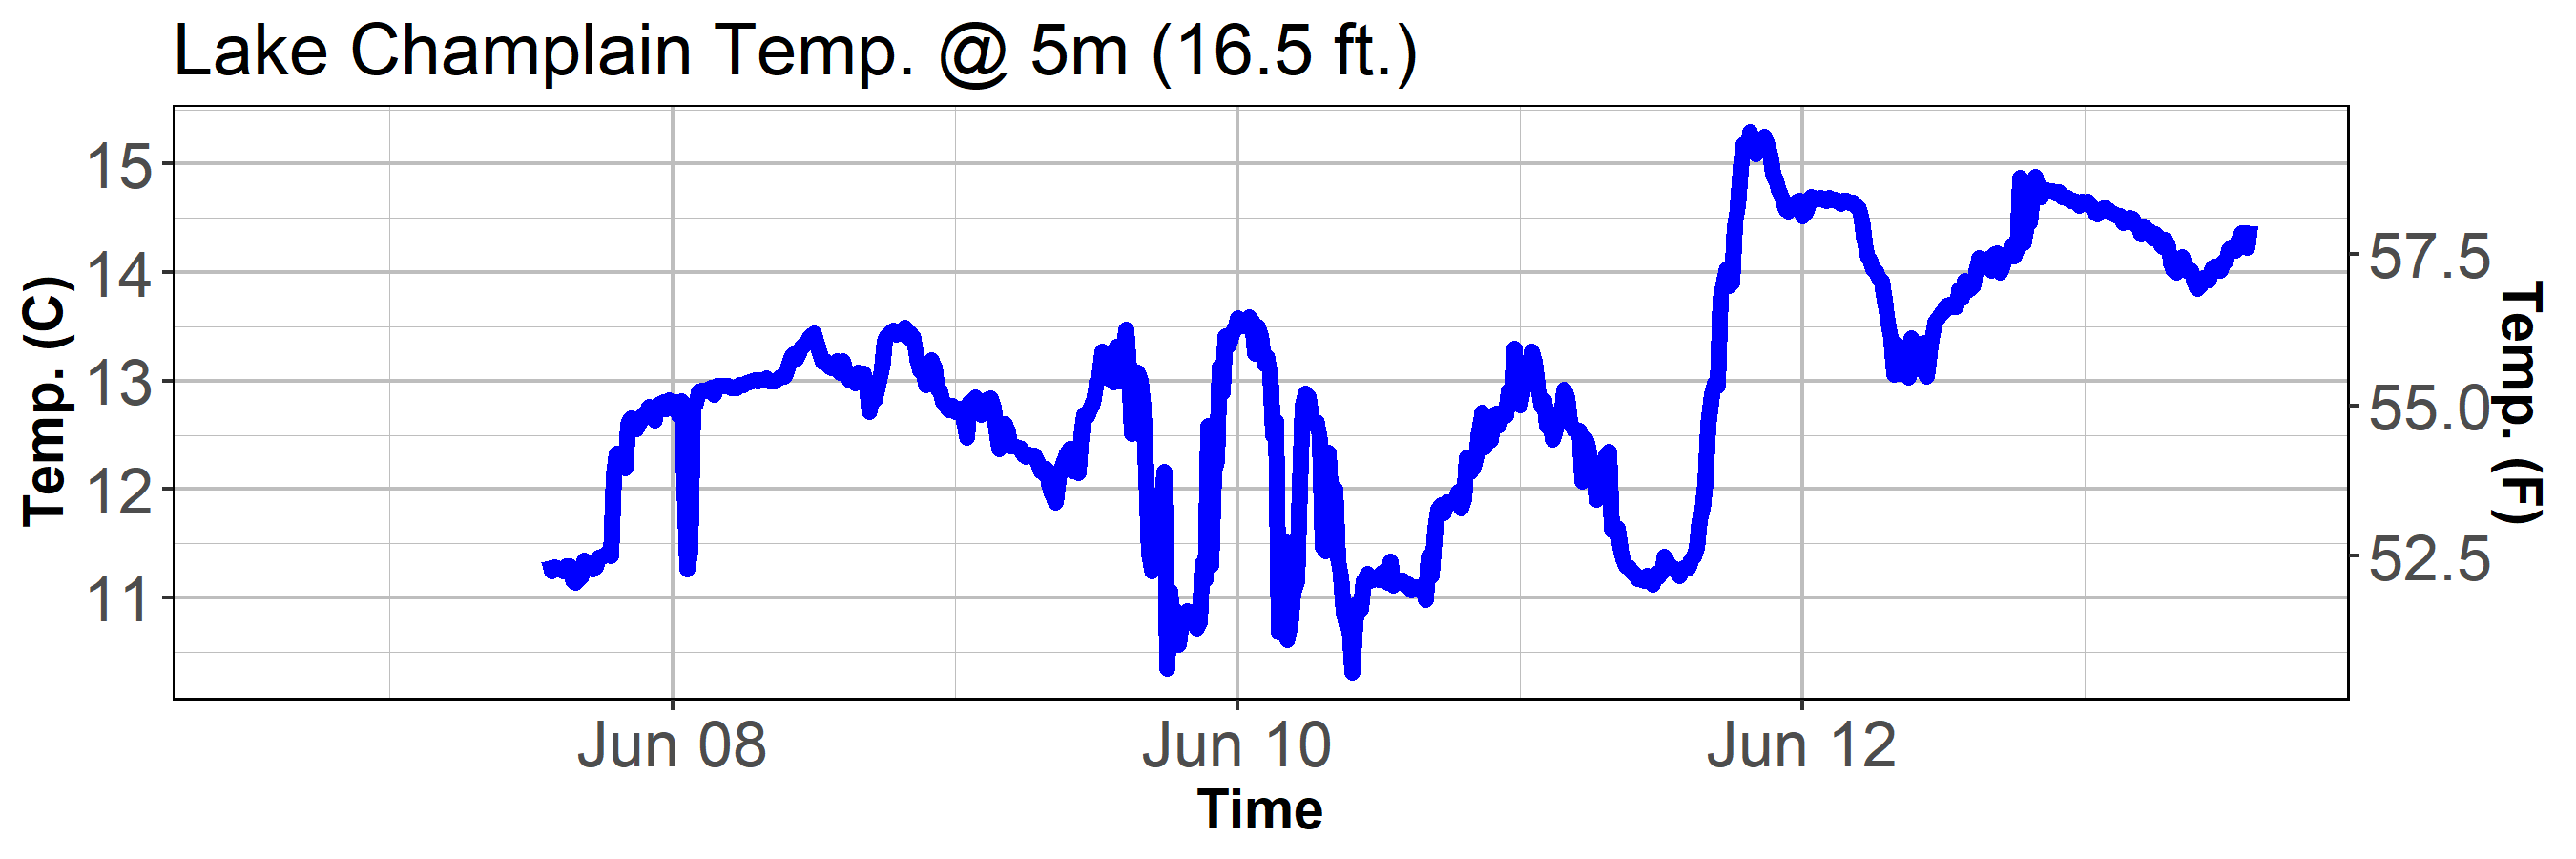 Lake Champlain Temp. @ 5m (16.5 ft.)
Temp. (C)
15
14
13
12
11
57.5
55.0
52.5
Temp. (F)
Jun 08
Jun 10
Jun 12
Time